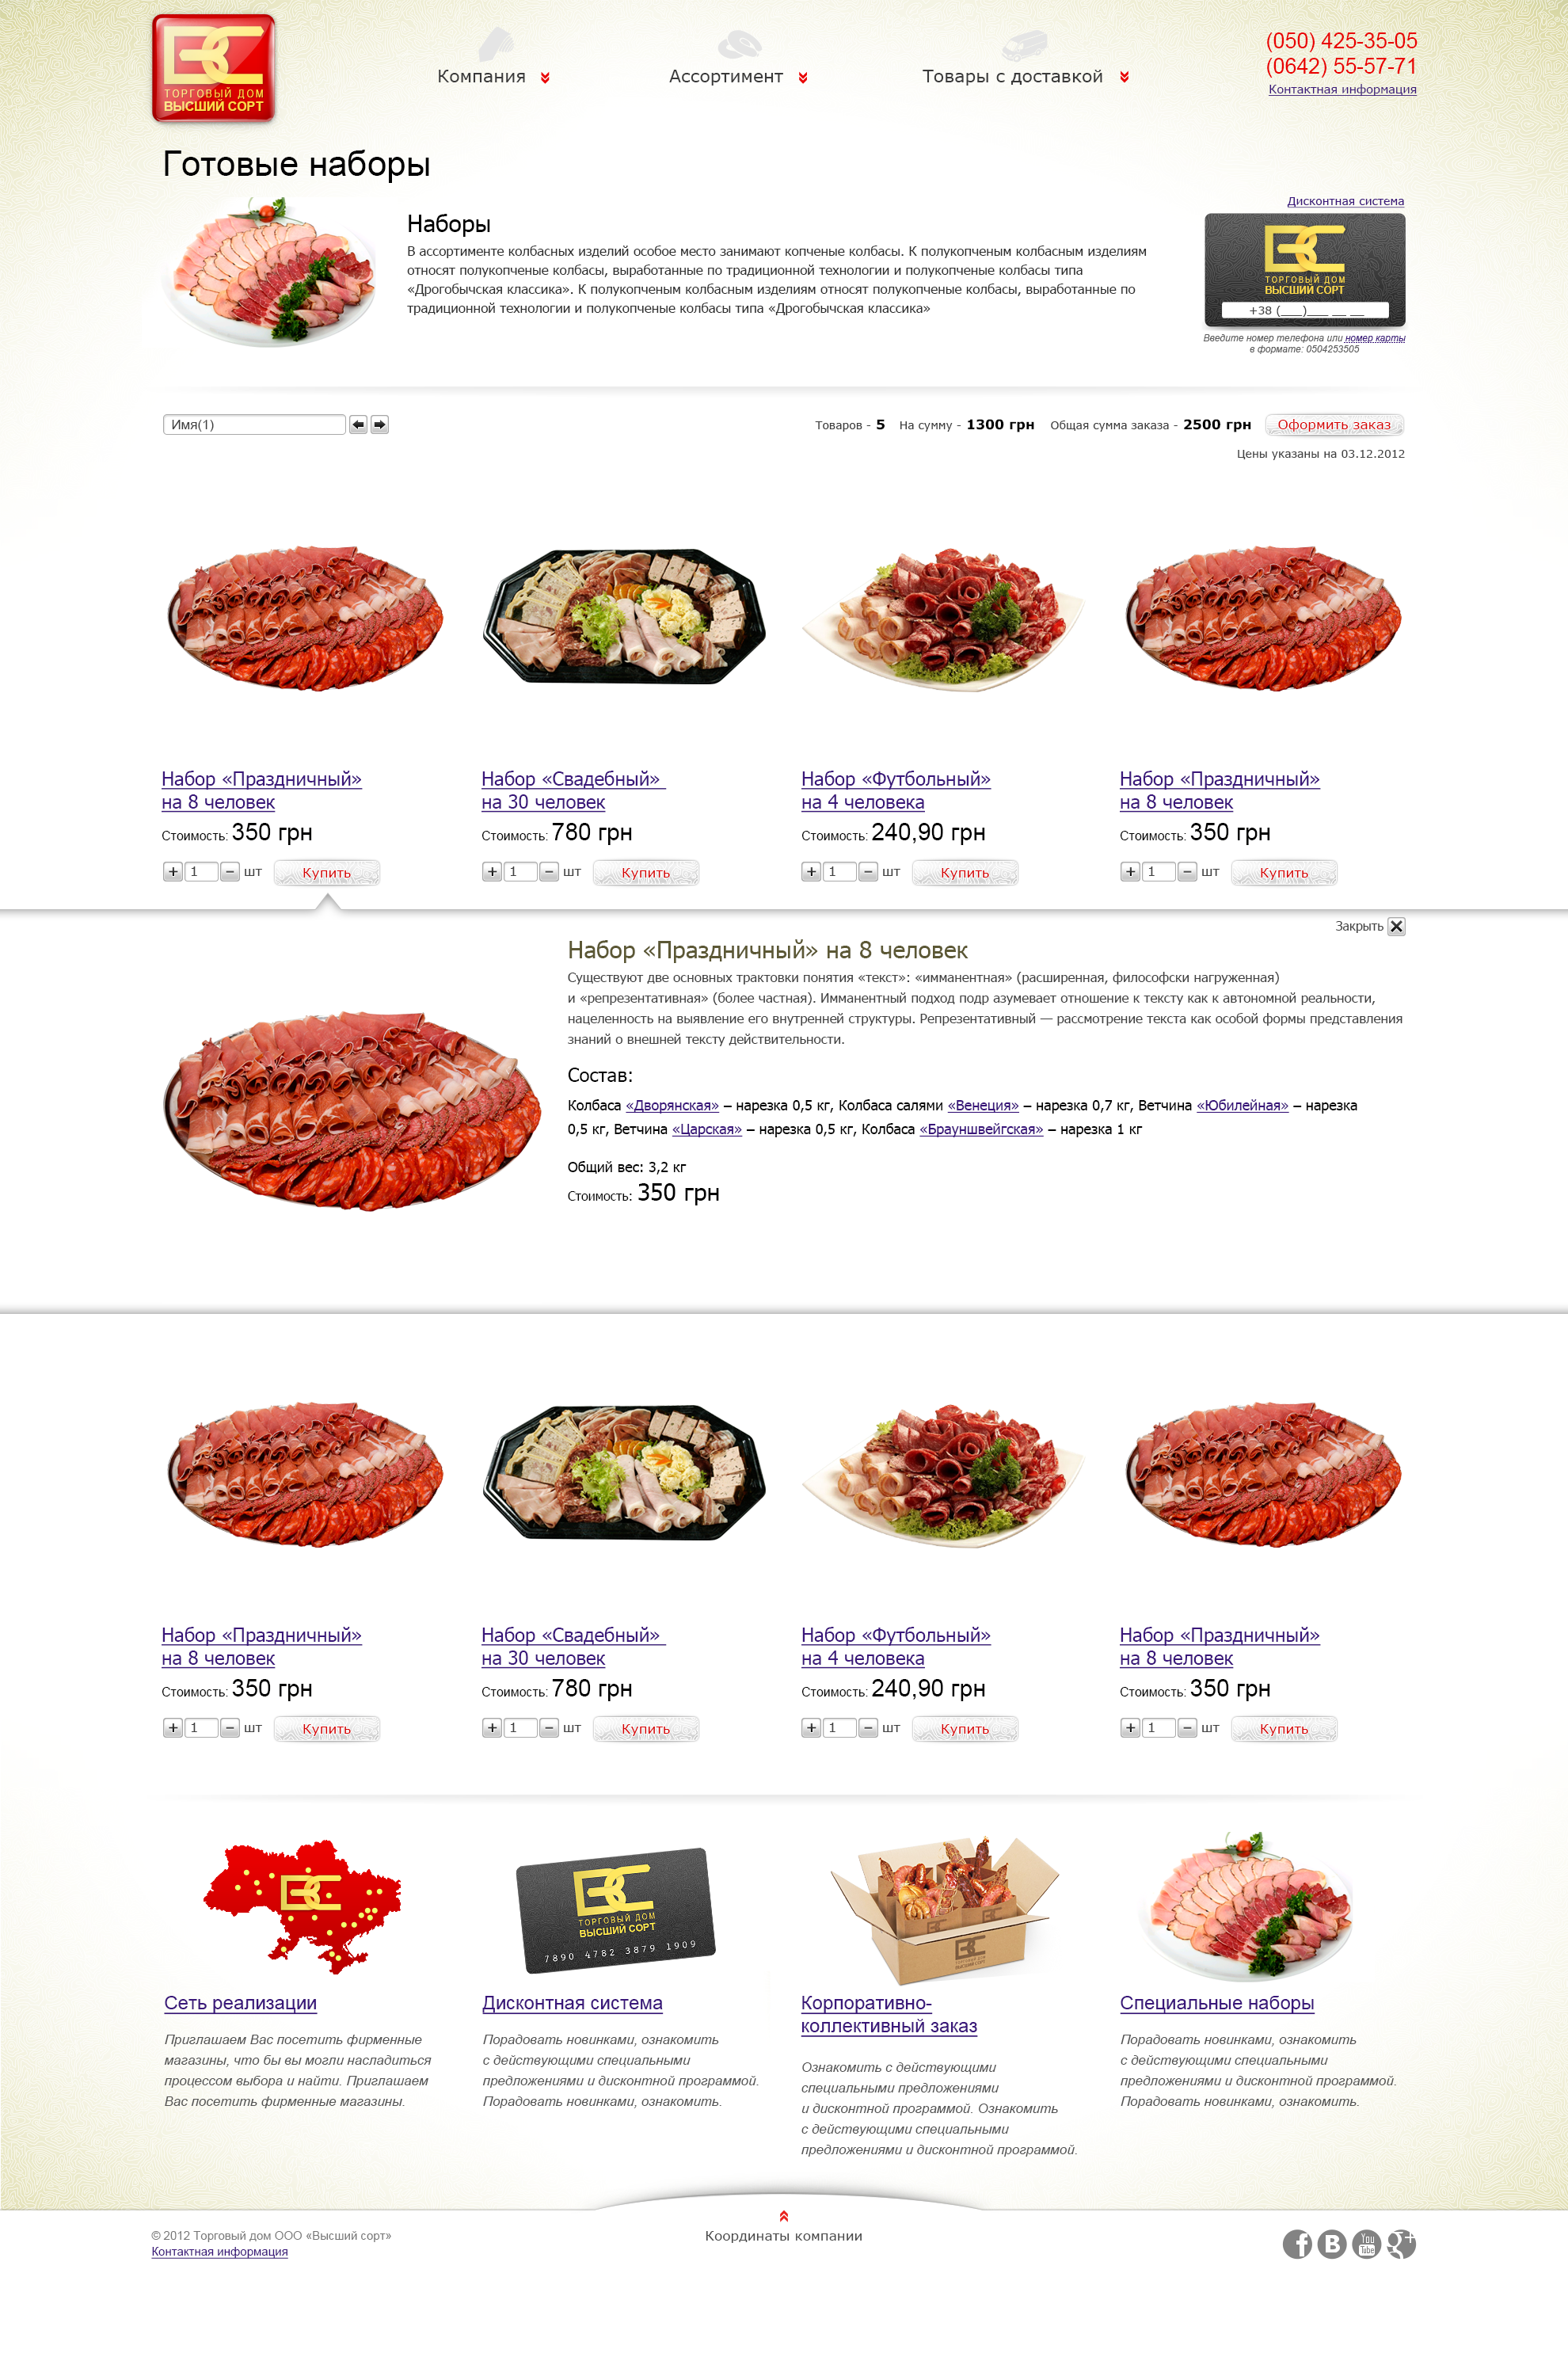 ВС
ТОРГОВЫЙ ДОМ
ВЫСШИЙ СОРТ
Компания
Ассортимент
Товары с доставкой
(050) 425-35-05
(0642) 55-57-71
Контактная информация
Готовые наборы
Наборы
В ассортименте колбасных изделий особое место занимают копченые колбасы. К полукопченым колбасным изделиям
относят полукопченые колбасы, выработанные по традиционной технологии и полукопченые колбасы типа
«Дрогобычская классика». К полукопченым колбасным изделиям относят полукопченые колбасы, выработанные по
традиционной технологии и полукопченые колбасы типа «Дрогобычская классика»
Дисконтная система
ВС
ТОРГОВЫЙ ДОМ
ВЫСШИЙ СОРТ
+38 (___)___ __ __
Введите номер телефона или номер карты
в формате: 0504253505
Имя(1)
Товаров - 5 На сумму - 1300 грн Общая сумма заказа - 2500 грн
Оформить заказ
Цены указаны на 03.12.2012
Набор «Праздничный»
на 8 человек
Стоимость: 350 грн
+ 1 − шт Купить
Набор «Свадебный»
на 30 человек
Стоимость: 780 грн
+ 1 − шт Купить
Набор «Футбольный»
на 4 человека
Стоимость: 240,90 грн
+ 1 − шт Купить
Набор «Праздничный»
на 8 человек
Стоимость: 350 грн
+ 1 − шт Купить
Закрыть
Набор «Праздничный» на 8 человек
Существуют две основных трактовки понятия «текст»: «имманентная» (расширенная, философски нагруженная)
и «репрезентативная» (более частная). Имманентный подход подр азумевает отношение к тексту как к автономной реальности,
нацеленность на выявление его внутренней структуры. Репрезентативный — рассмотрение текста как особой формы представления
знаний о внешней тексту действительности.
Состав:
Колбаса «Дворянская» – нарезка 0,5 кг, Колбаса салями «Венеция» – нарезка 0,7 кг, Ветчина «Юбилейная» – нарезка
0,5 кг, Ветчина «Царская» – нарезка 0,5 кг, Колбаса «Брауншвейгская» – нарезка 1 кг
Общий вес: 3,2 кг
Стоимость: 350 грн
Набор «Праздничный»
на 8 человек
Стоимость: 350 грн
+ 1 − шт Купить
Набор «Свадебный»
на 30 человек
Стоимость: 780 грн
+ 1 − шт Купить
Набор «Футбольный»
на 4 человека
Стоимость: 240,90 грн
+ 1 − шт Купить
Набор «Праздничный»
на 8 человек
Стоимость: 350 грн
+ 1 − шт Купить
ВС
Сеть реализации
Приглашаем Вас посетить фирменные
магазины, что бы вы могли насладиться
процессом выбора и найти. Приглашаем
Вас посетить фирменные магазины.
ВС
ТОРГОВЫЙ ДОМ
ВЫСШИЙ СОРТ
7890 4782 3879 1909
Дисконтная система
Порадовать новинками, ознакомить
с действующими специальными
предложениями и дисконтной программой.
Порадовать новинками, ознакомить.
ВС
ТОРГОВЫЙ ДОМ
ВЫСШИЙ СОРТ
Корпоративно-
коллективный заказ
Ознакомить с действующими
специальными предложениями
и дисконтной программой. Ознакомить
с действующими специальными
предложениями и дисконтной программой.
Специальные наборы
Порадовать новинками, ознакомить
с действующими специальными
предложениями и дисконтной программой.
Порадовать новинками, ознакомить.
© 2012 Торговый дом ООО «Высший сорт»
Контактная информация
Координаты компании
f B You Tube g+